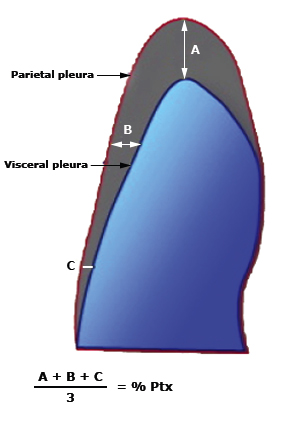 A
Parietal pleura
B
Visceral pleura
C
A + B + C
3
= % Ptx